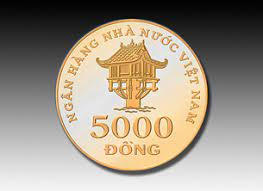 NGÂN HÀNG NHÀ NƯỚC VIỆT NAM
5000
ĐỒNG